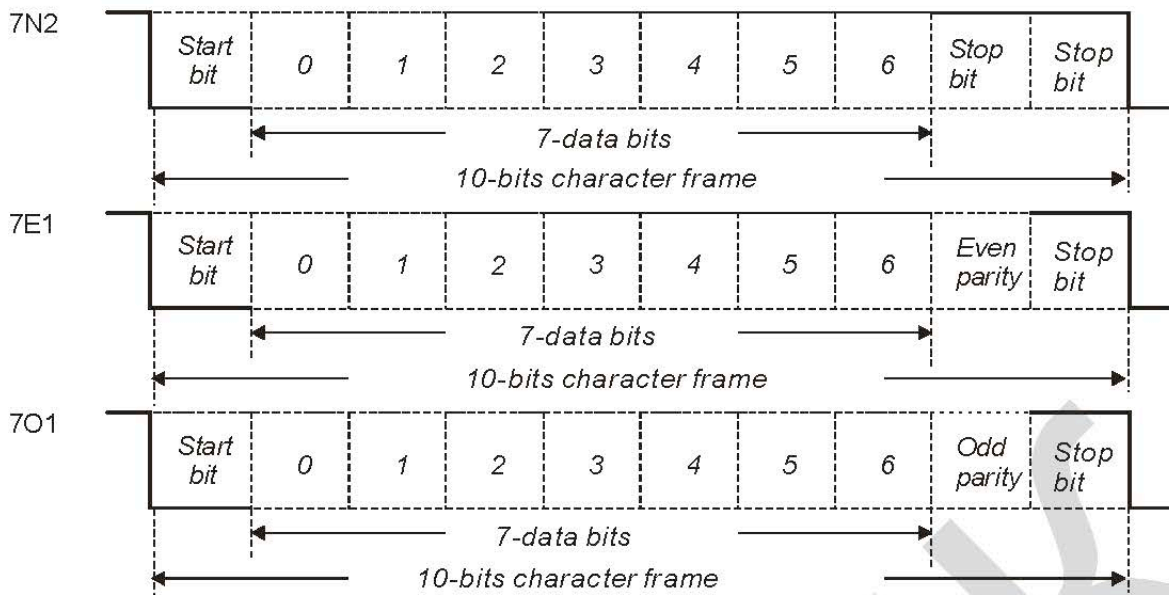 7N2
Start bit 0 1 2 3 4 5 6 Stop bit Stop bit
7-data bits
10-bits character frame
7E1
Start bit 0 1 2 3 4 5 6 Even parity Stop bit
7-data bits
10-bits character frame
7O1
Start bit 0 1 2 3 4 5 6 Odd parity Stop bit
7-data bits
10-bits character frame